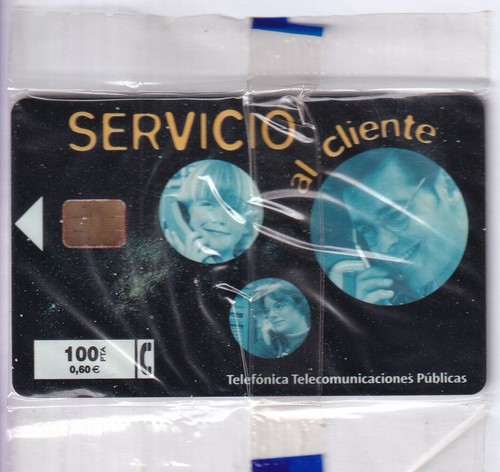 SERVICIO
al cliente
100 PTA
0,60 €
Telefónica Telecomunicaciones Públicas